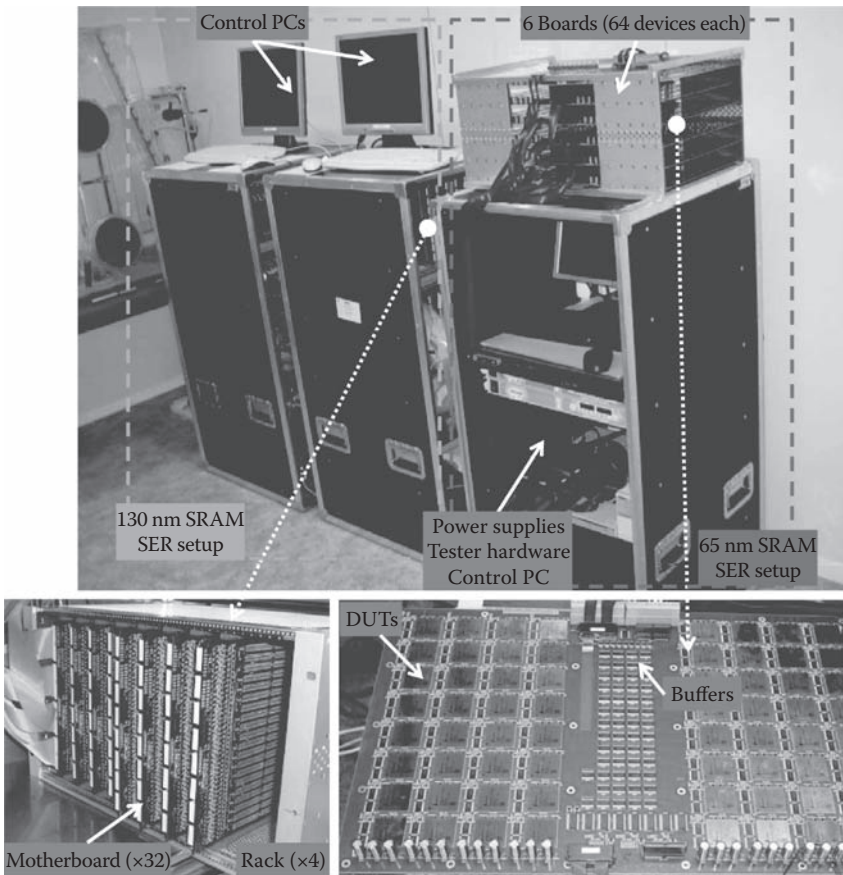 Control PCs
6 Boards (64 devices each)
130 nm SRAM
SER setup
Power supplies
Tester hardware
Control PC
65 nm SRAM
SER setup
DUTs
Buffers
Motherboard (×32)
Rack (×4)